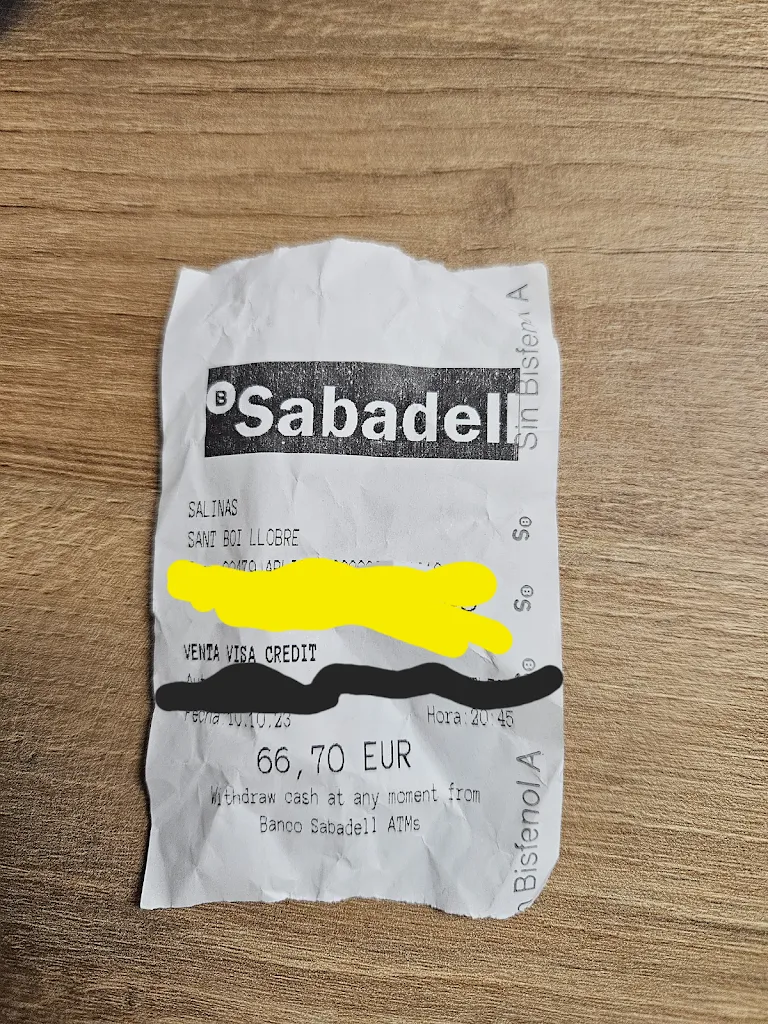 B Sabadell
SALINAS
SANT BOI LLOBRE
VENTA VISA CREDIT
Fecha 10.10.23 Hora:20:45
66,70 EUR
Withdraw cash at any moment from
Banco Sabadell ATMs
Sin Bisfenol A
Bisfenol A